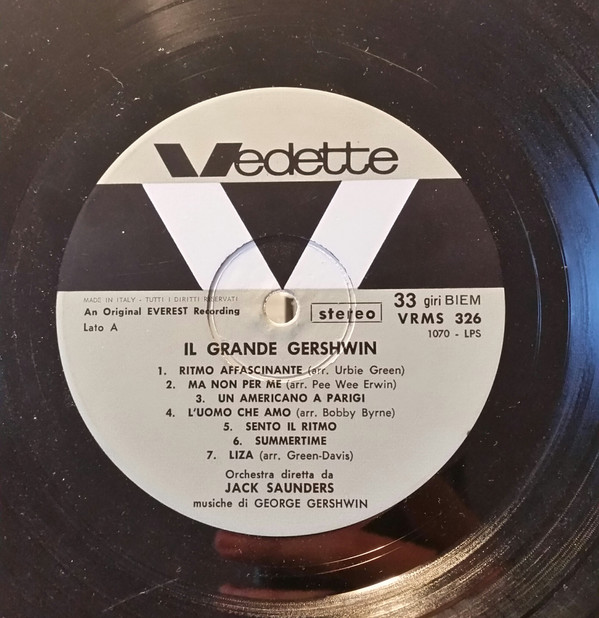 Vedette
MADE IN ITALY - TUTTI I DIRITTI RISERVATI
An Original EVEREST Recording
Lato A
stereo
33 giri BIEM
VRMS 326
1070 - LPS
IL GRANDE GERSHWIN
1. RITMO AFFASCINANTE (arr. Urbie Green)
2. MA NON PER ME (arr. Pee Wee Erwin)
3. UN AMERICANO A PARIGI
4. L'UOMO CHE AMO (arr. Bobby Byrne)
5. SENTO IL RITMO
6. SUMMERTIME
7. LIZA (arr. Green-Davis)
Orchestra diretta da
JACK SAUNDERS
musiche di GEORGE GERSHWIN